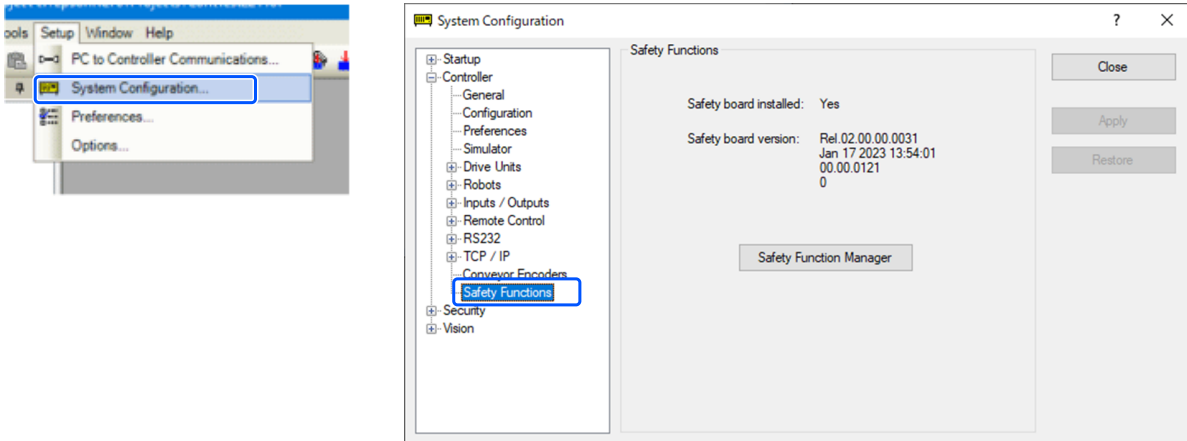 Setup Window Help
PC to Controller Communications...
System Configuration...
Preferences...
Options...
System Configuration
?
Startup
Controller
General
Configuration
Preferences
Simulator
Drive Units
Robots
Inputs / Outputs
Remote Control
RS232
TCP / IP
Conveyor Encoders
Safety Functions
Security
Vision
Safety Functions
Safety board installed: Yes
Safety board version: Rel.02.00.00.0031
Jan 17 2023 13:54:01
00.00.0121
0
Safety Function Manager
Close
Apply
Restore